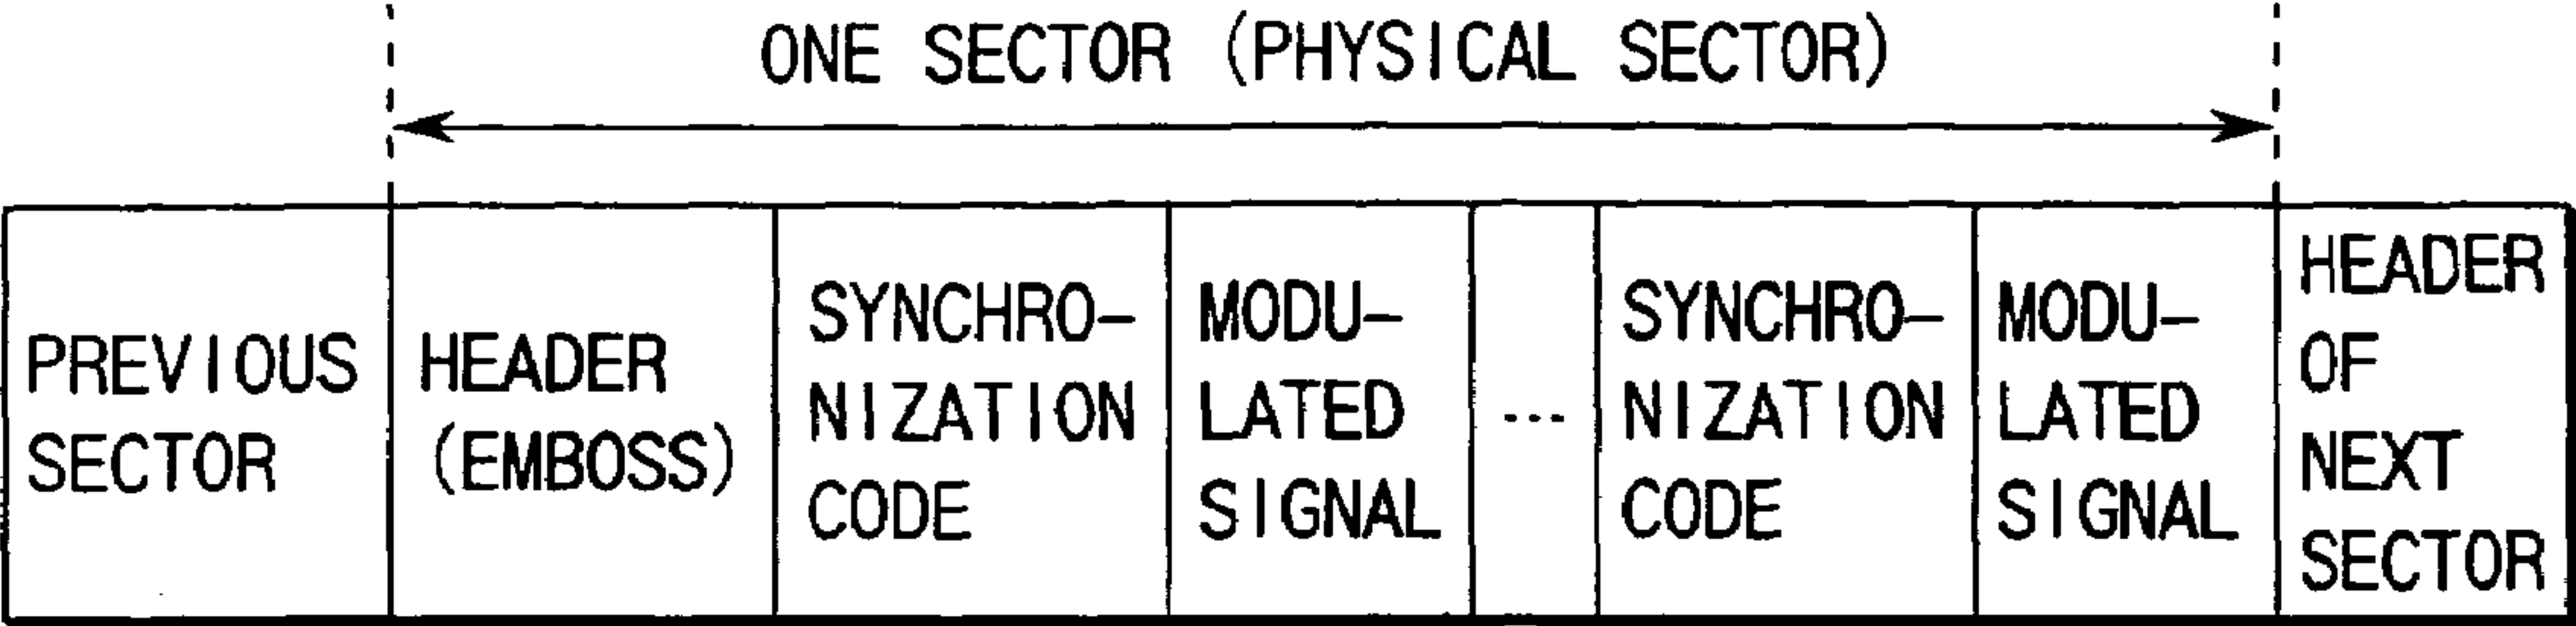 ONE SECTOR (PHYSICAL SECTOR)
PREVIOUS
SECTOR
HEADER
(EMBOSS)
SYNCHRO-
NIZATION
CODE
MODU-
LATED
SIGNAL
...
SYNCHRO-
NIZATION
CODE
MODU-
LATED
SIGNAL
HEADER
OF
NEXT
SECTOR